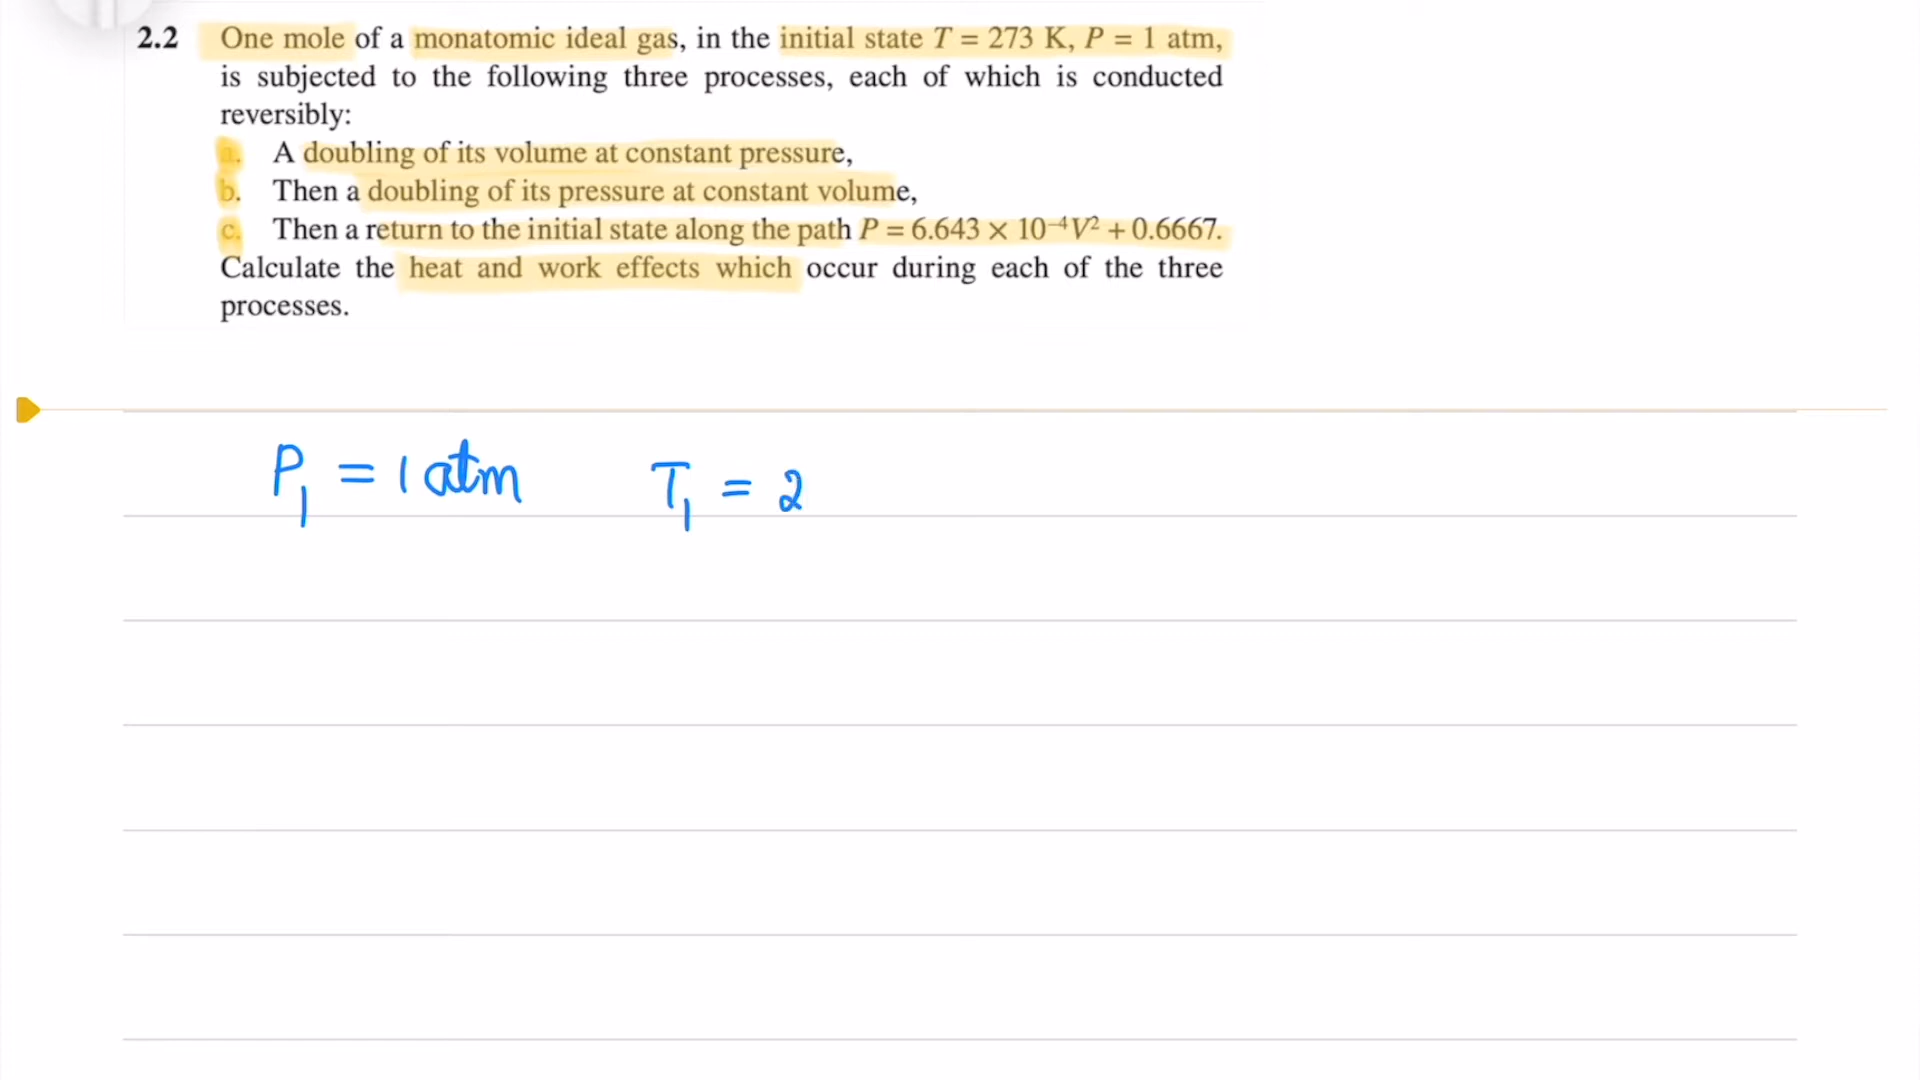 2.2 One mole of a monatomic ideal gas, in the initial state T = 273 K, P = 1 atm,
is subjected to the following three processes, each of which is conducted
reversibly:
a. A doubling of its volume at constant pressure,
b. Then a doubling of its pressure at constant volume,
c. Then a return to the initial state along the path P = 6.643 × 10⁻⁴V² + 0.6667.
Calculate the heat and work effects which occur during each of the three
processes.
P₁ = 1 atm T₁ = 2